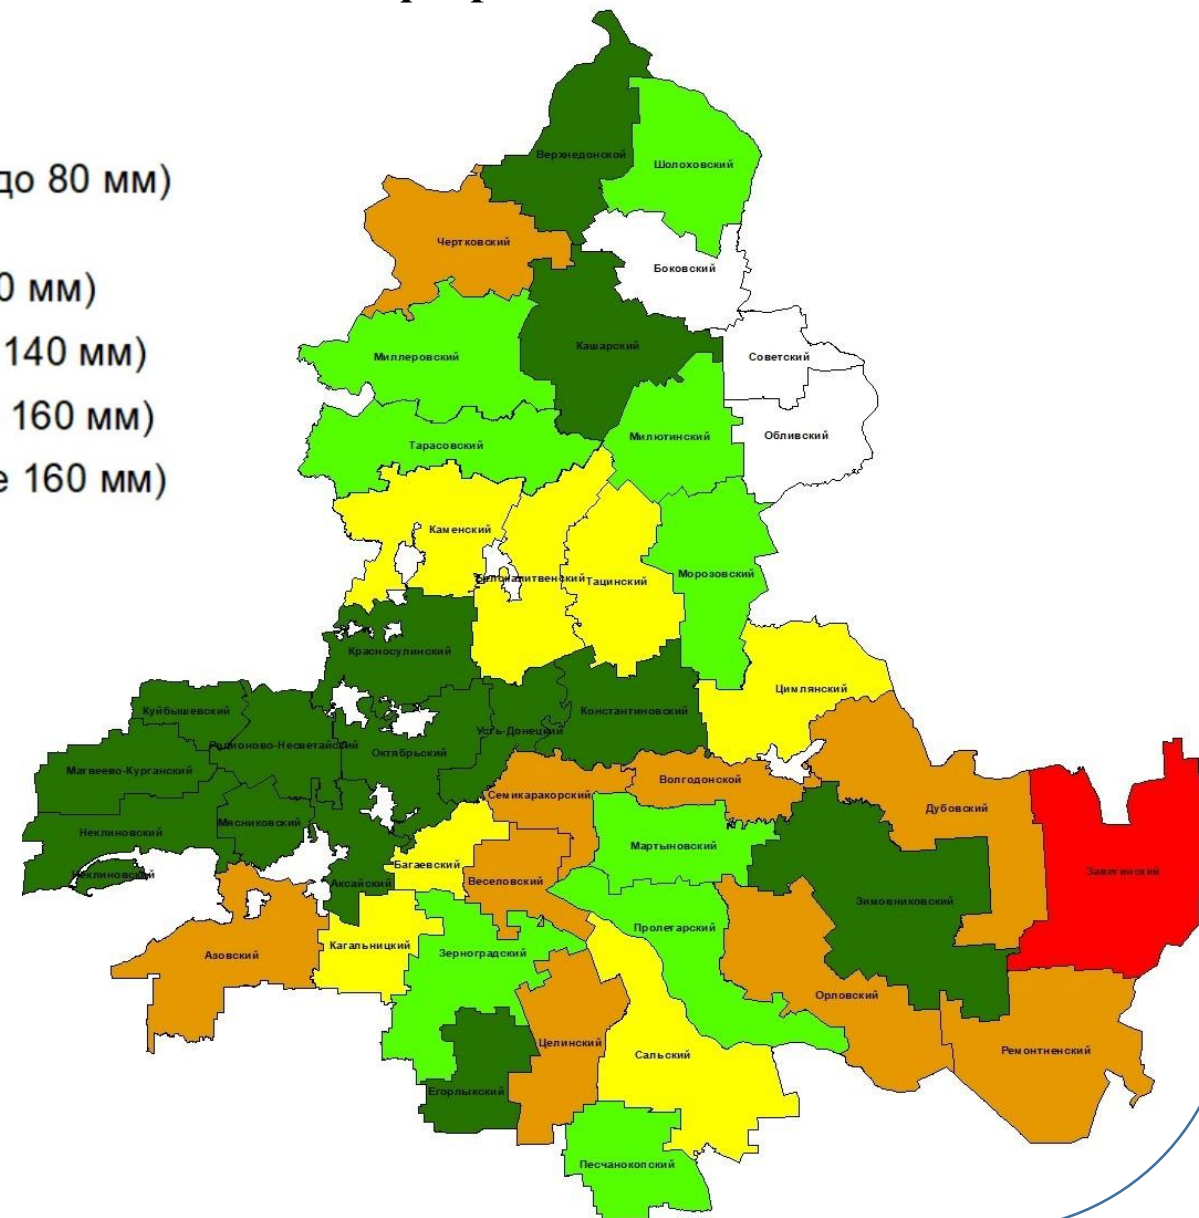 до 80 мм)
0 мм)
140 мм)
160 мм)
е 160 мм)
Верхнедонской
Шолоховский
Чертковский
Боковский
Кашарский
Миллеровский
Советский
Тарасовский
Милютинский
Обливский
Каменский
Белокалитвенский
Тацинский
Морозовский
Красносулинский
Цимлянский
Куйбышевский
Усть-Донецкий
Константиновский
Родионово-Несветайский
Октябрьский
Матвеево-Курганский
Волгодонской
Семикаракорский
Дубовский
Неклиновский
Мясниковский
Мартыновский
Багаевский
Заветинский
Неклиновский
Аксайский
Веселовский
Зимовниковский
Пролетарский
Кагальницкий
Азовский
Зерноградский
Орловский
Целинский
Сальский
Ремонтненский
Егорлыкский
Песчанокопский